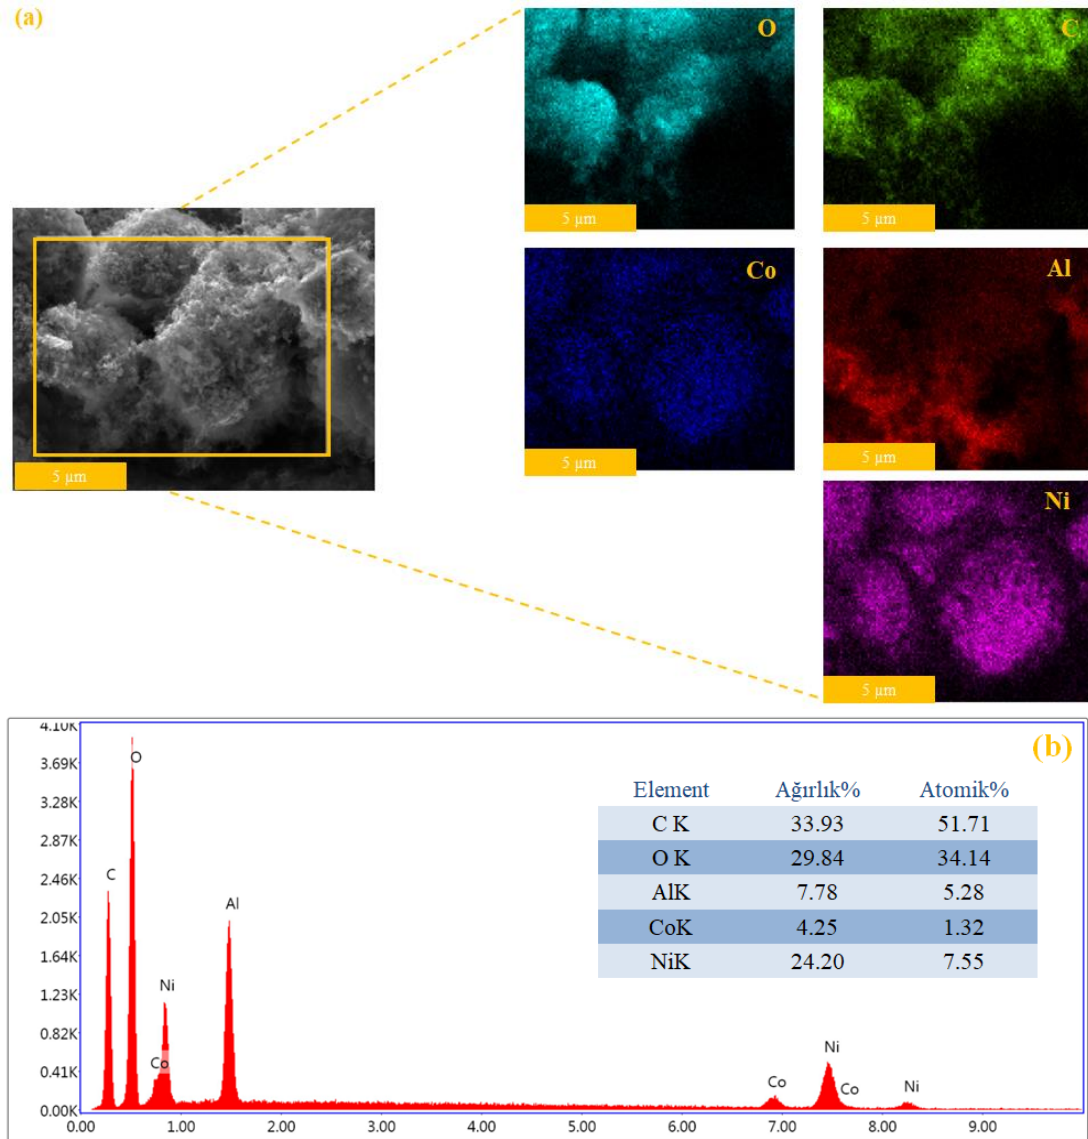 (a)
O
C
5 µm
5 µm
Co
Al
5 µm
5 µm
5 µm
Ni
5 µm
(b)
4.10K
3.69K
3.28K
2.87K
2.46K
2.05K
1.64K
1.23K
0.82K
0.41K
0.00K
O
C
Al
Ni
Co
Co
Ni
Co
Ni
Element Ağırlık% Atomik%
C K 33.93 51.71
O K 29.84 34.14
AlK 7.78 5.28
CoK 4.25 1.32
NiK 24.20 7.55
0.00 1.00 2.00 3.00 4.00 5.00 6.00 7.00 8.00 9.00